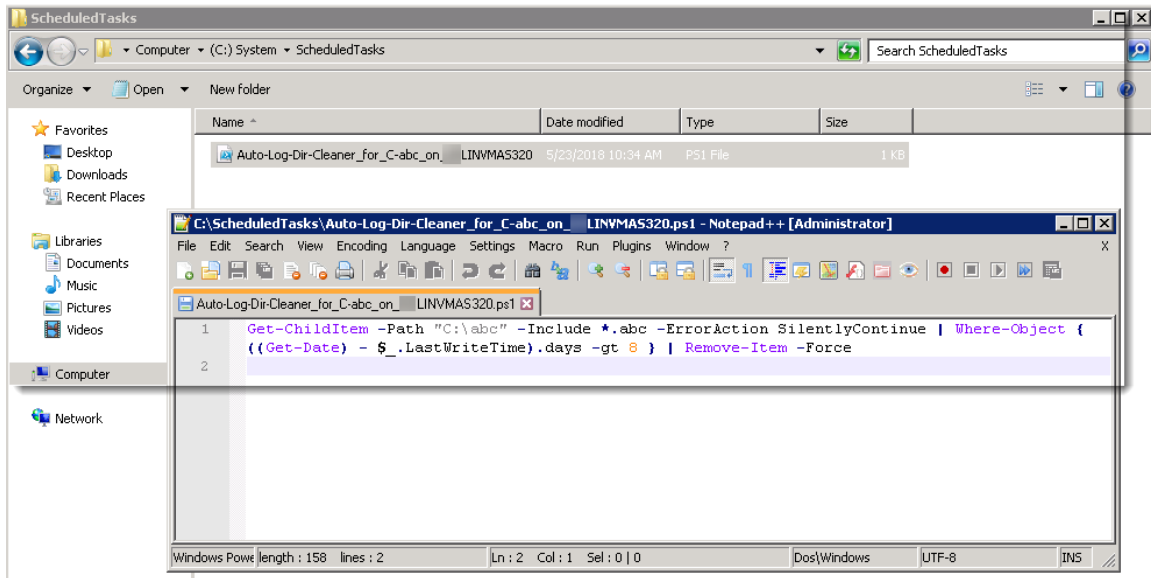 ScheduledTasks
Computer (C:) System ScheduledTasks Search ScheduledTasks
Organize Open New folder
Name Date modified Type Size
Auto-Log-Dir-Cleaner_for_C-abc_on_ LINVMAS320 5/23/2018 10:34 AM PS1 File 1 KB
Favorites
Desktop
Downloads
Recent Places
Libraries
Documents
Music
Pictures
Videos
Computer
Network
C:\ScheduledTasks\Auto-Log-Dir-Cleaner_for_C-abc_on_ LINVMAS320.ps1 - Notepad++ [Administrator]
File Edit Search View Encoding Language Settings Macro Run Plugins Window ? X
Auto-Log-Dir-Cleaner_for_C-abc_on_ LINVMAS320.ps1
1 Get-ChildItem -Path "C:\abc" -Include *.abc -ErrorAction SilentlyContinue | Where-Object {
((Get-Date) - $_.LastWriteTime).days -gt 8 } | Remove-Item -Force
2
Windows Powe length : 158 lines : 2 Ln : 2 Col : 1 Sel : 0 | 0 Dos\Windows UTF-8 INS